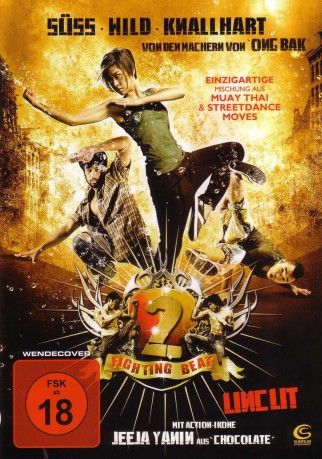 SÜSS · WILD · KNALLHART
VON DEN MACHERN VON "ONG BAK"
EINZIGARTIGE
MISCHUNG AUS
MUAY THAI
& STREETDANCE
MOVES
2
FIGHTING BEAT
WENDECOVER
FSK
ab
18
UNCUT
MIT ACTION-IKONE
JEEJA YANIN AUS "CHOCOLATE"
SUNFILM